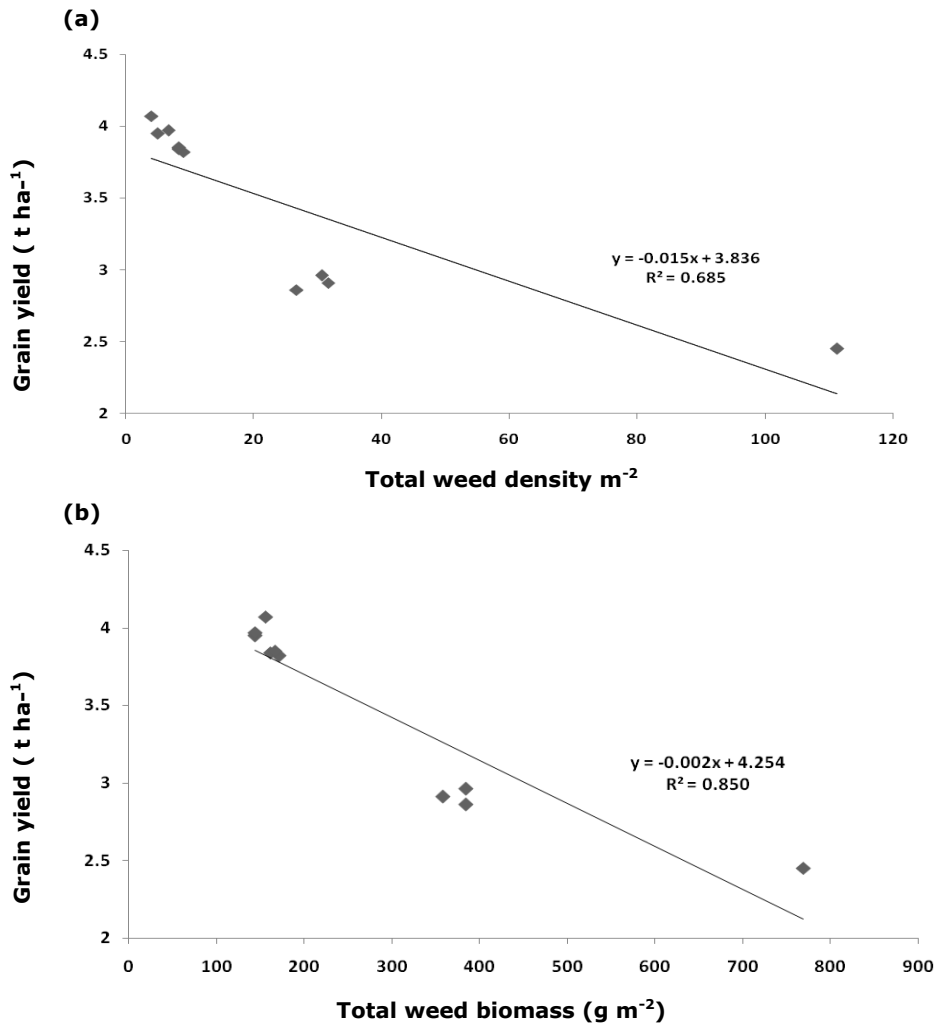 (a)
4.5
4
3.5
3
2.5
2
Grain yield ( t ha-¹)
y = -0.015x + 3.836
R² = 0.685
0 20 40 60 80 100 120
Total weed density m⁻²
(b)
4.5
4
3.5
3
2.5
2
Grain yield ( t ha-¹)
y = -0.002x + 4.254
R² = 0.850
0 100 200 300 400 500 600 700 800 900
Total weed biomass (g m⁻²)